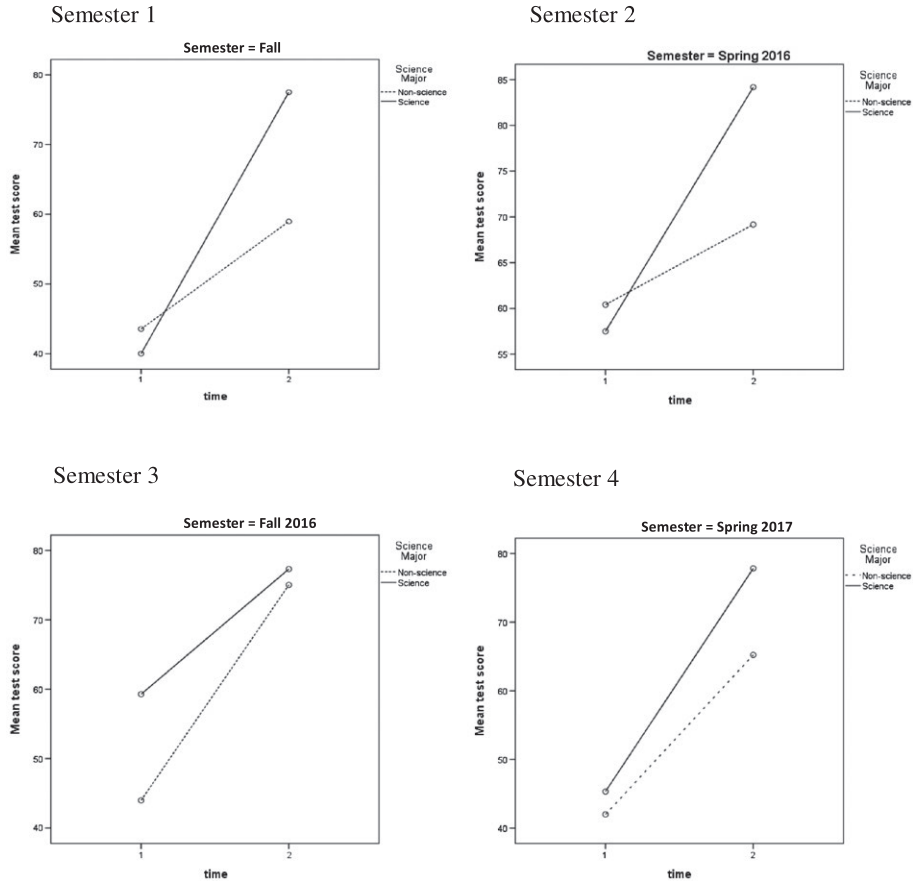 Semester 1
Semester = Fall
Science
Major
Non-science
Science
80
70
60
50
40
Mean test score
1
2
time
Semester 2
Semester = Spring 2016
Science
Major
Non-science
Science
85
80
75
70
65
60
55
Mean test score
1
2
time
Semester 3
Semester = Fall 2016
Science
Major
Non-science
Science
80
70
60
50
40
Mean test score
1
2
time
Semester 4
Semester = Spring 2017
Science
Major
Non-science
Science
80
70
60
50
40
Mean test score
1
2
time